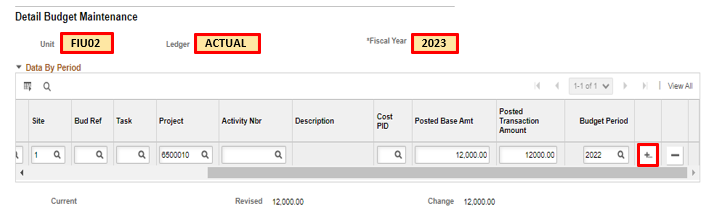 Detail Budget Maintenance
Unit FIU02 Ledger ACTUAL *Fiscal Year 2023
Data By Period
1-1 of 1 View All
Site Bud Ref Task Project Activity Nbr Description Cost PID Posted Base Amt Posted Transaction Amount Budget Period
1 6500010 12,000.00 12000.00 2022
Current Revised 12,000.00 Change 12,000.00